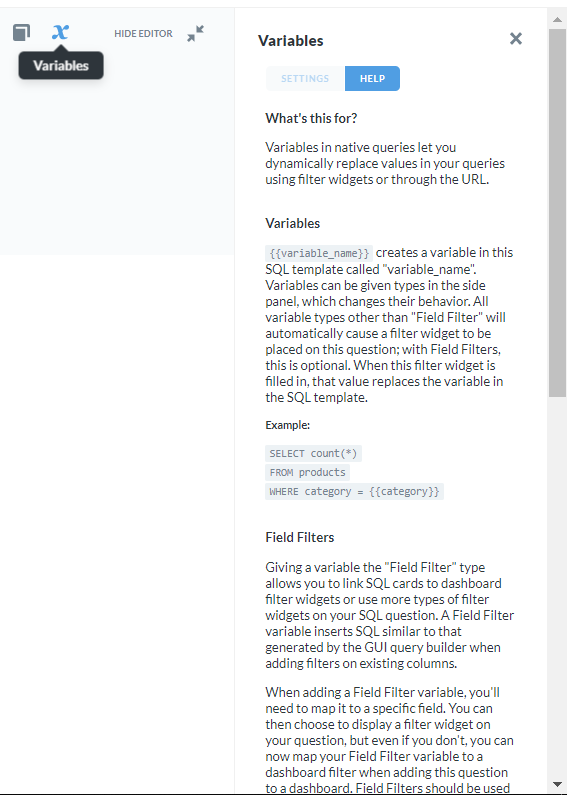 HIDE EDITOR
Variables
Variables
SETTINGS
HELP
What's this for?
Variables in native queries let you
dynamically replace values in your queries
using filter widgets or through the URL.
Variables
{{variable_name}} creates a variable in this
SQL template called "variable_name".
Variables can be given types in the side
panel, which changes their behavior. All
variable types other than "Field Filter" will
automatically cause a filter widget to be
placed on this question; with Field Filters,
this is optional. When this filter widget is
filled in, that value replaces the variable in
the SQL template.
Example:
SELECT count(*)
FROM products
WHERE category = {{category}}
Field Filters
Giving a variable the "Field Filter" type
allows you to link SQL cards to dashboard
filter widgets or use more types of filter
widgets on your SQL question. A Field Filter
variable inserts SQL similar to that
generated by the GUI query builder when
adding filters on existing columns.
When adding a Field Filter variable, you'll
need to map it to a specific field. You can
then choose to display a filter widget on
your question, but even if you don't, you can
now map your Field Filter variable to a
dashboard filter when adding this question
to a dashboard. Field Filters should be used